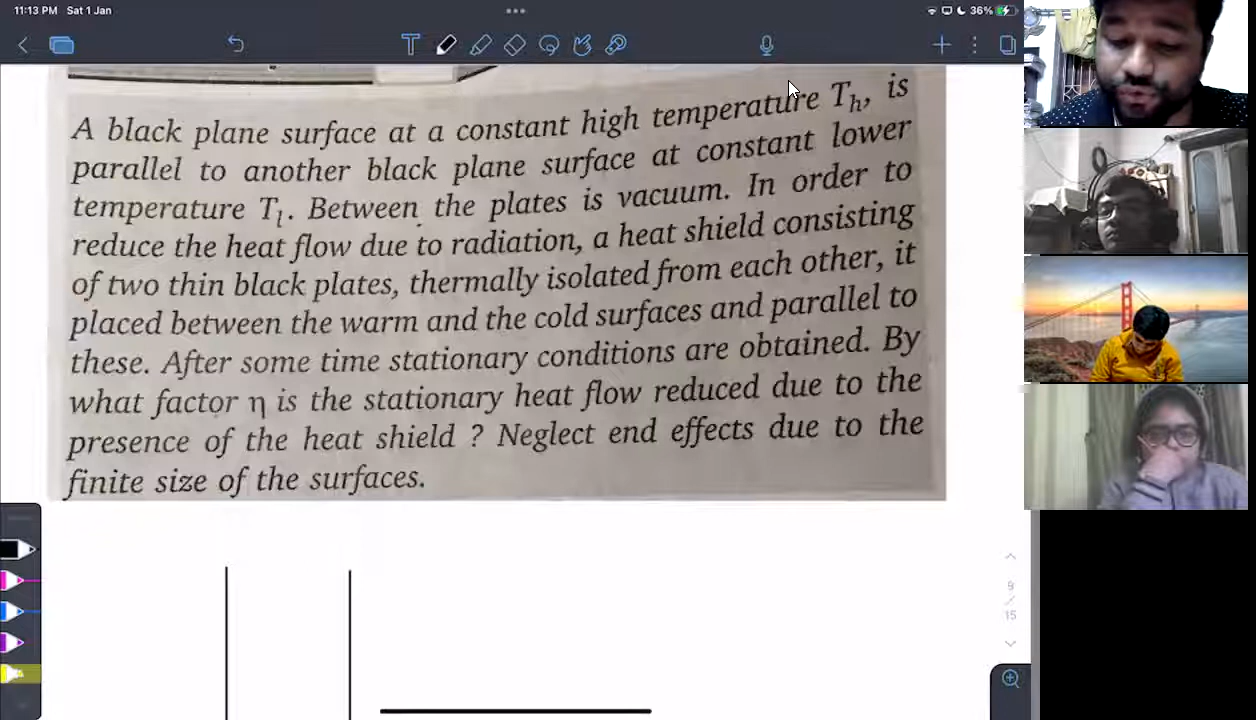 11:13 PM Sat 1 Jan
36%
A black plane surface at a constant high temperature Th, is
parallel to another black plane surface at constant lower
temperature Tl. Between the plates is vacuum. In order to
reduce the heat flow due to radiation, a heat shield consisting
of two thin black plates, thermally isolated from each other, it
placed between the warm and the cold surfaces and parallel to
these. After some time stationary conditions are obtained. By
what factor η is the stationary heat flow reduced due to the
presence of the heat shield ? Neglect end effects due to the
finite size of the surfaces.
9
15